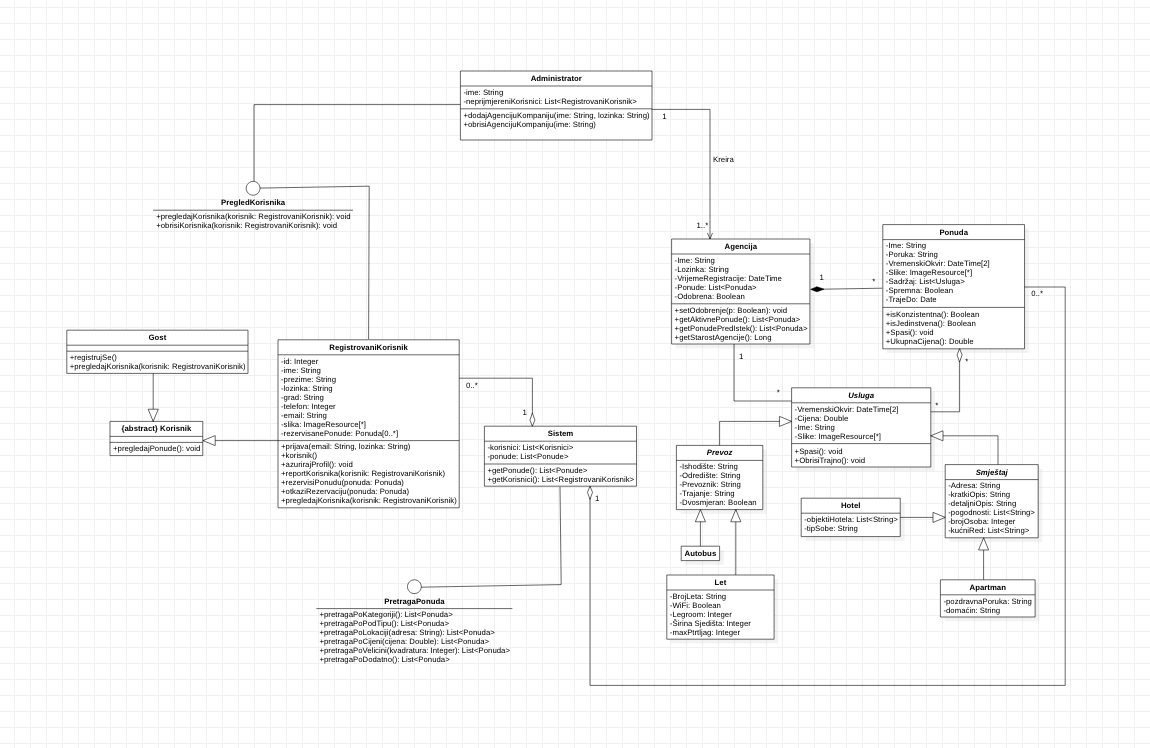 Administrator
-ime: String
-neprijmjereniKorisnici: List<RegistrovaniKorisnik>
+dodajAgencijuKompaniju(ime: String, lozinka: String)
+obrisiAgencijuKompaniju(ime: String)
1
Kreira
1..*
PregledKorisnika
+pregledajKorisnika(korisnik: RegistrovaniKorisnik): void
+obrisiKorisnika(korisnik: RegistrovaniKorisnik): void
Agencija
-Ime: String
-Lozinka: String
-VrijemeRegistracije: DateTime
-Ponude: List<Ponuda>
-Odobrena: Boolean
+setOdobrenje(p: Boolean): void
+getAktivnePonude(): List<Ponuda>
+getPonudePredIstek(): List<Ponuda>
+getStarostAgencije(): Long
1
*
Ponuda
-Ime: String
-Poruka: String
-VremenskiOkvir: DateTime[2]
-Slike: ImageResource[*]
-Sadržaj: List<Usluga>
-Spremna: Boolean
-TrajeDo: Date
+isKonzistentna(): Boolean
+isJedinstvena(): Boolean
+Spasi(): void
+UkupnaCijena(): Double
0..*
*
*
1
*
Gost
+registrujSe()
+pregledajKorisnika(korisnik: RegistrovaniKorisnik)
{abstract} Korisnik
+pregledajPonudu(): void
RegistrovaniKorisnik
-id: Integer
-ime: String
-prezime: String
-lozinka: String
-grad: String
-telefon: Integer
-email: String
-slika: ImageResource[*]
-rezervisanePonude: Ponuda[0..*]
+prijava(email: String, lozinka: String)
+korisnik()
+azurirajProfil(): void
+reportKorisnika(korisnik: RegistrovaniKorisnik)
+rezervisiPonudu(ponuda: Ponuda)
+otkaziRezervaciju(ponuda: Ponuda)
+pregledajKorisnika(korisnik: RegistrovaniKorisnik)
0..*
1
Sistem
-korisnici: List<Korisnici>
-ponude: List<Ponude>
+getPonude(): List<Ponude>
+getKorisnici(): List<RegistrovaniKorisnik>
1
Usluga
-VremenskiOkvir: DateTime[2]
-Cijena: Double
-Ime: String
-Slike: ImageResource[*]
+Spasi(): void
+ObrisiTrajno(): void
Prevoz
-Ishodište: String
-Odredište: String
-Prevoznik: String
-Trajanje: String
-Dvosmjeran: Boolean
Smještaj
-Adresa: String
-kratkiOpis: String
-detaljniOpis: String
-pogodnosti: List<String>
-brojOsoba: Integer
-kućniRed: List<String>
Hotel
-objektiHotela: List<String>
-tipSobe: String
Autobus
Let
-BrojLeta: String
-WiFi: Boolean
-Legroom: Integer
-Širina Sjedišta: Integer
-maxPtrtljag: Integer
Apartman
-pozdravnaPoruka: String
-domaćin: String
PretragaPonuda
+pretragaPoKategoriji(): List<Ponuda>
+pretragaPoPodTipu(): List<Ponuda>
+pretragaPoLokaciji(adresa: String): List<Ponuda>
+pretragaPoCijeni(cijena: Double): List<Ponuda>
+pretragaPoVelicini(kvadratura: Integer): List<Ponuda>
+pretragaPoDodatno(): List<Ponuda>